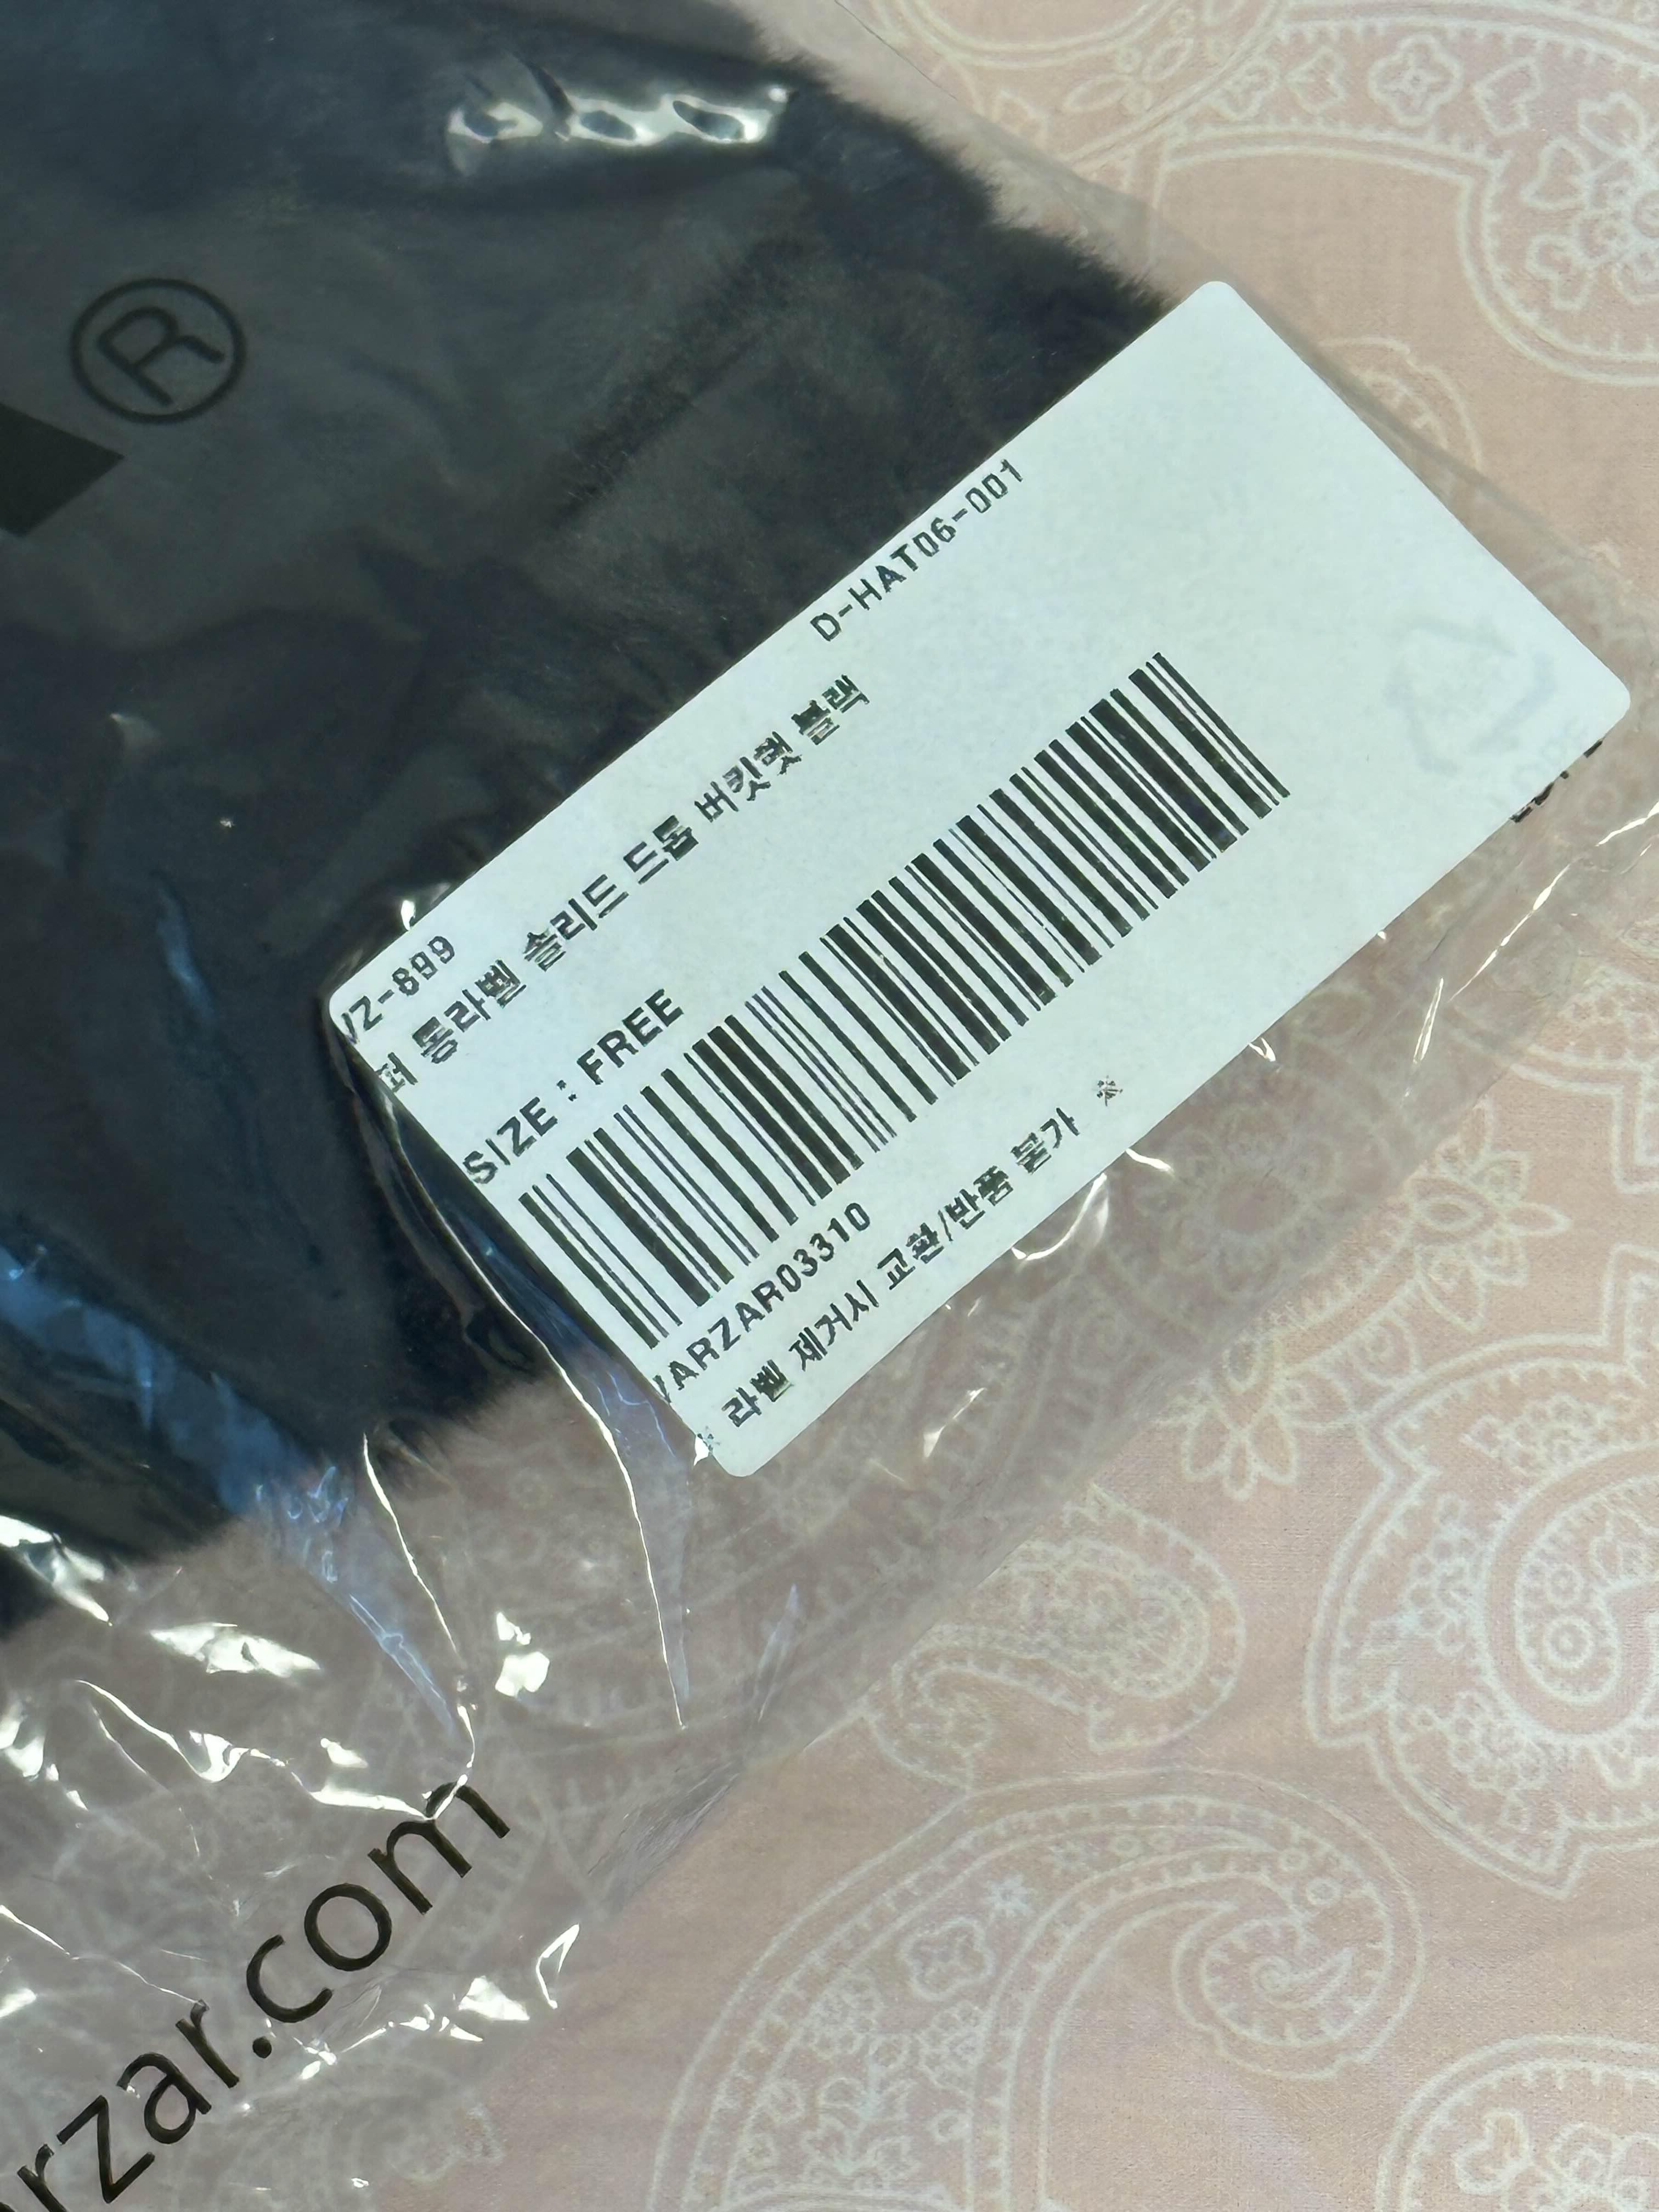 ®
VZ-899
D-HAT06-001
퍼 통라벨 솔리드 드롭 버킷햇 블랙
SIZE : FREE
VARZAR03310
※ 라벨 제거시 교환/반품 불가 ※
rzar.com